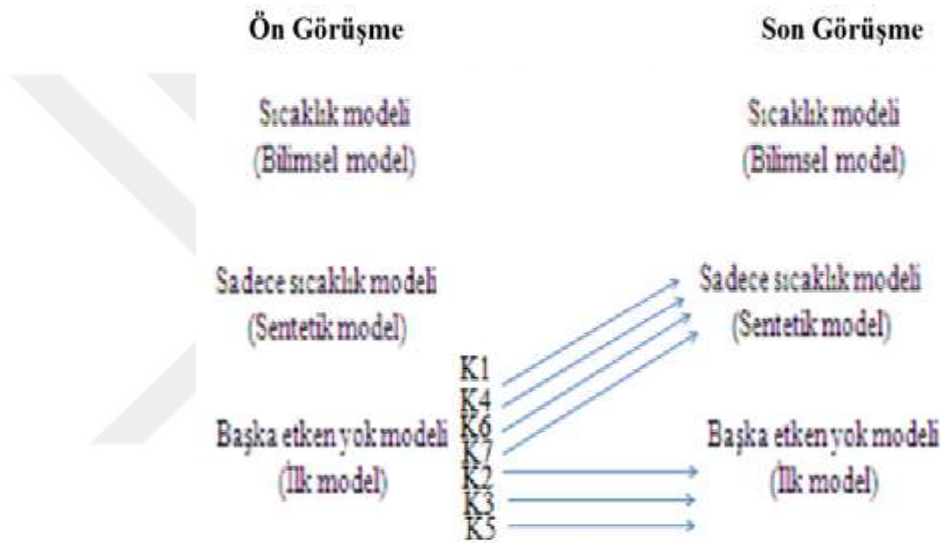 Ön Görüşme
Son Görüşme
Sıcaklık modeli
(Bilimsel model)
Sıcaklık modeli
(Bilimsel model)
Sadece sıcaklık modeli
(Sentetik model)
Sadece sıcaklık modeli
(Sentetik model)
K1
K4
K6
K7
K2
K3
K5
Başka etken yok modeli
(İlk model)
Başka etken yok modeli
(İlk model)